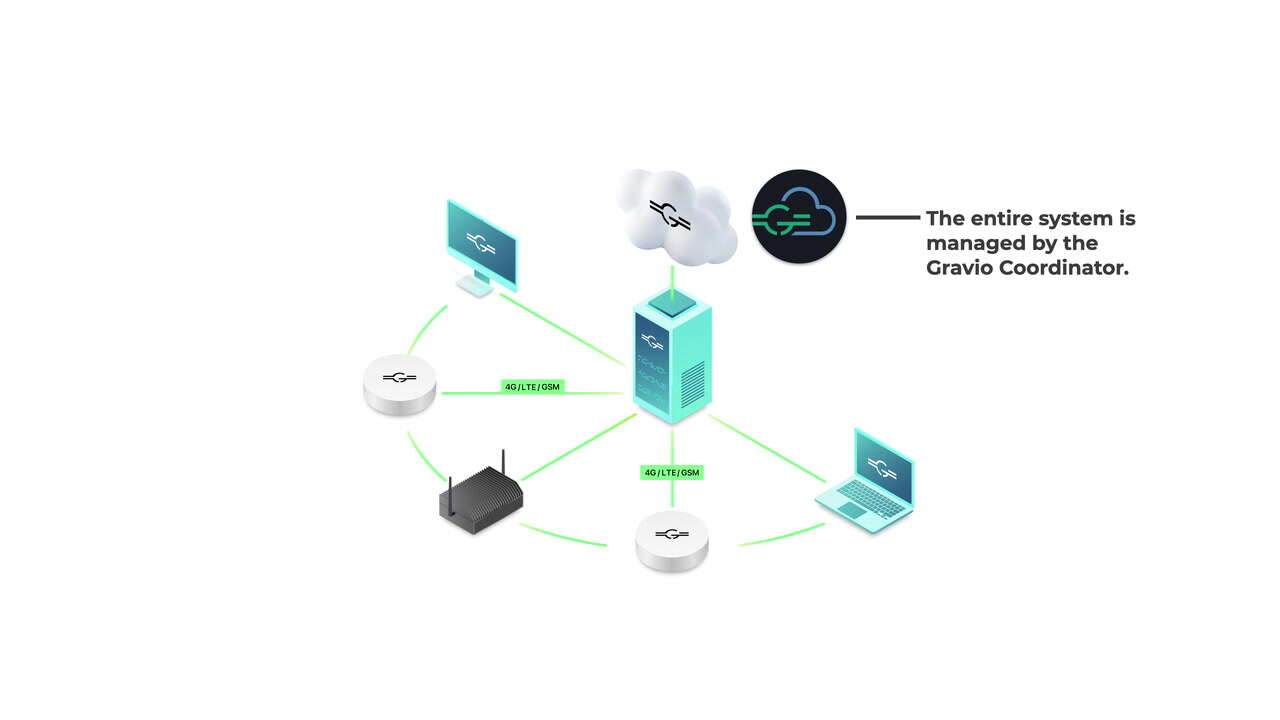 The entire system is
managed by the
Gravio Coordinator.
4G/LTE/GSM
4G/LTE/GSM